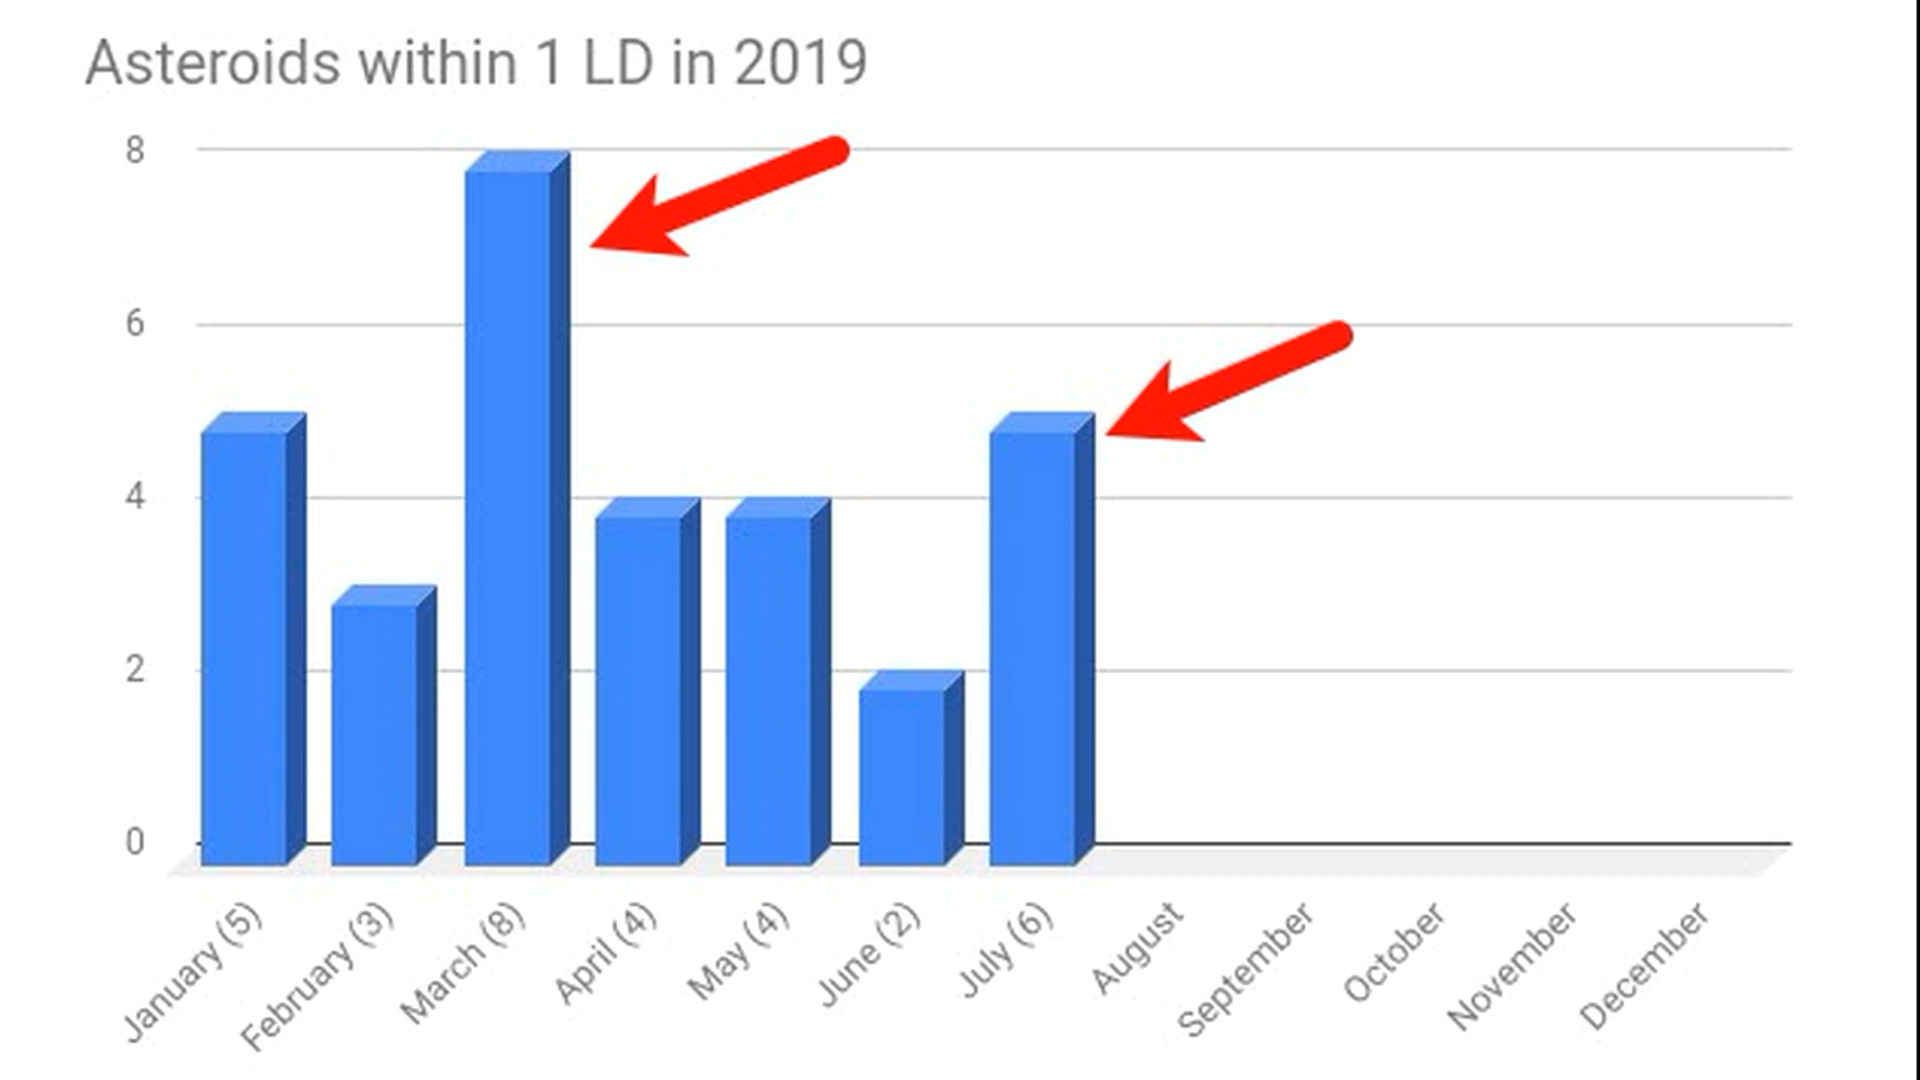 Asteroids within 1 LD in 2019
8
6
4
2
0
January (5)
February (3)
March (8)
April (4)
May (4)
June (2)
July (6)
August
September
October
November
December